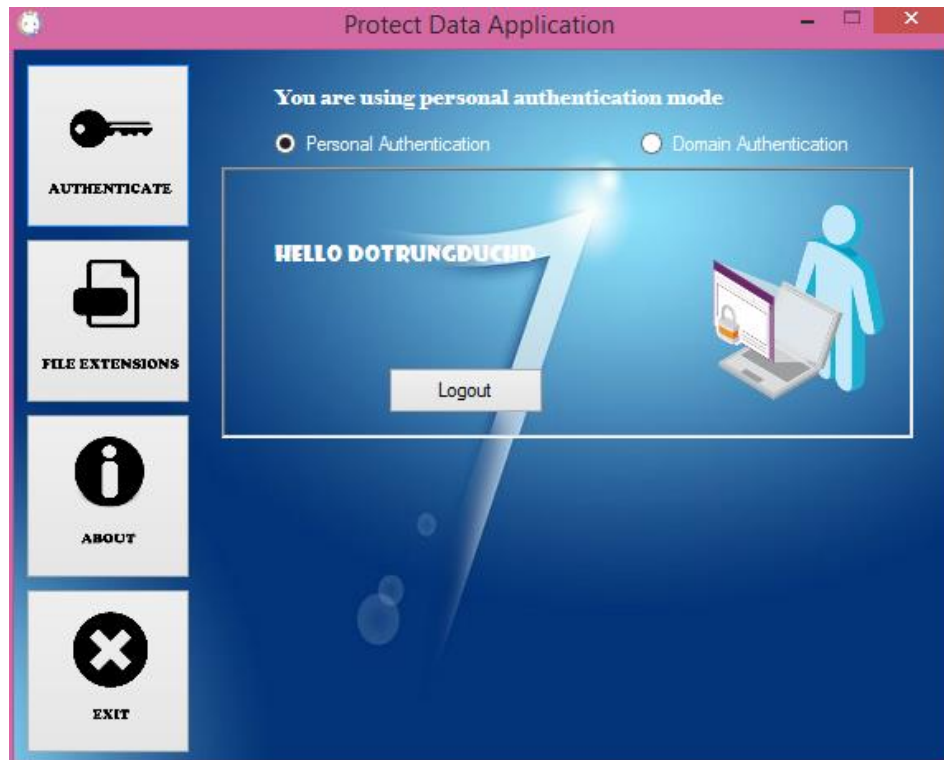 Protect Data Application
You are using personal authentication mode
Personal Authentication
Domain Authentication
AUTHENTICATE
HELLO DOTRUNGDUCHD
FILE EXTENSIONS
Logout
ABOUT
EXIT